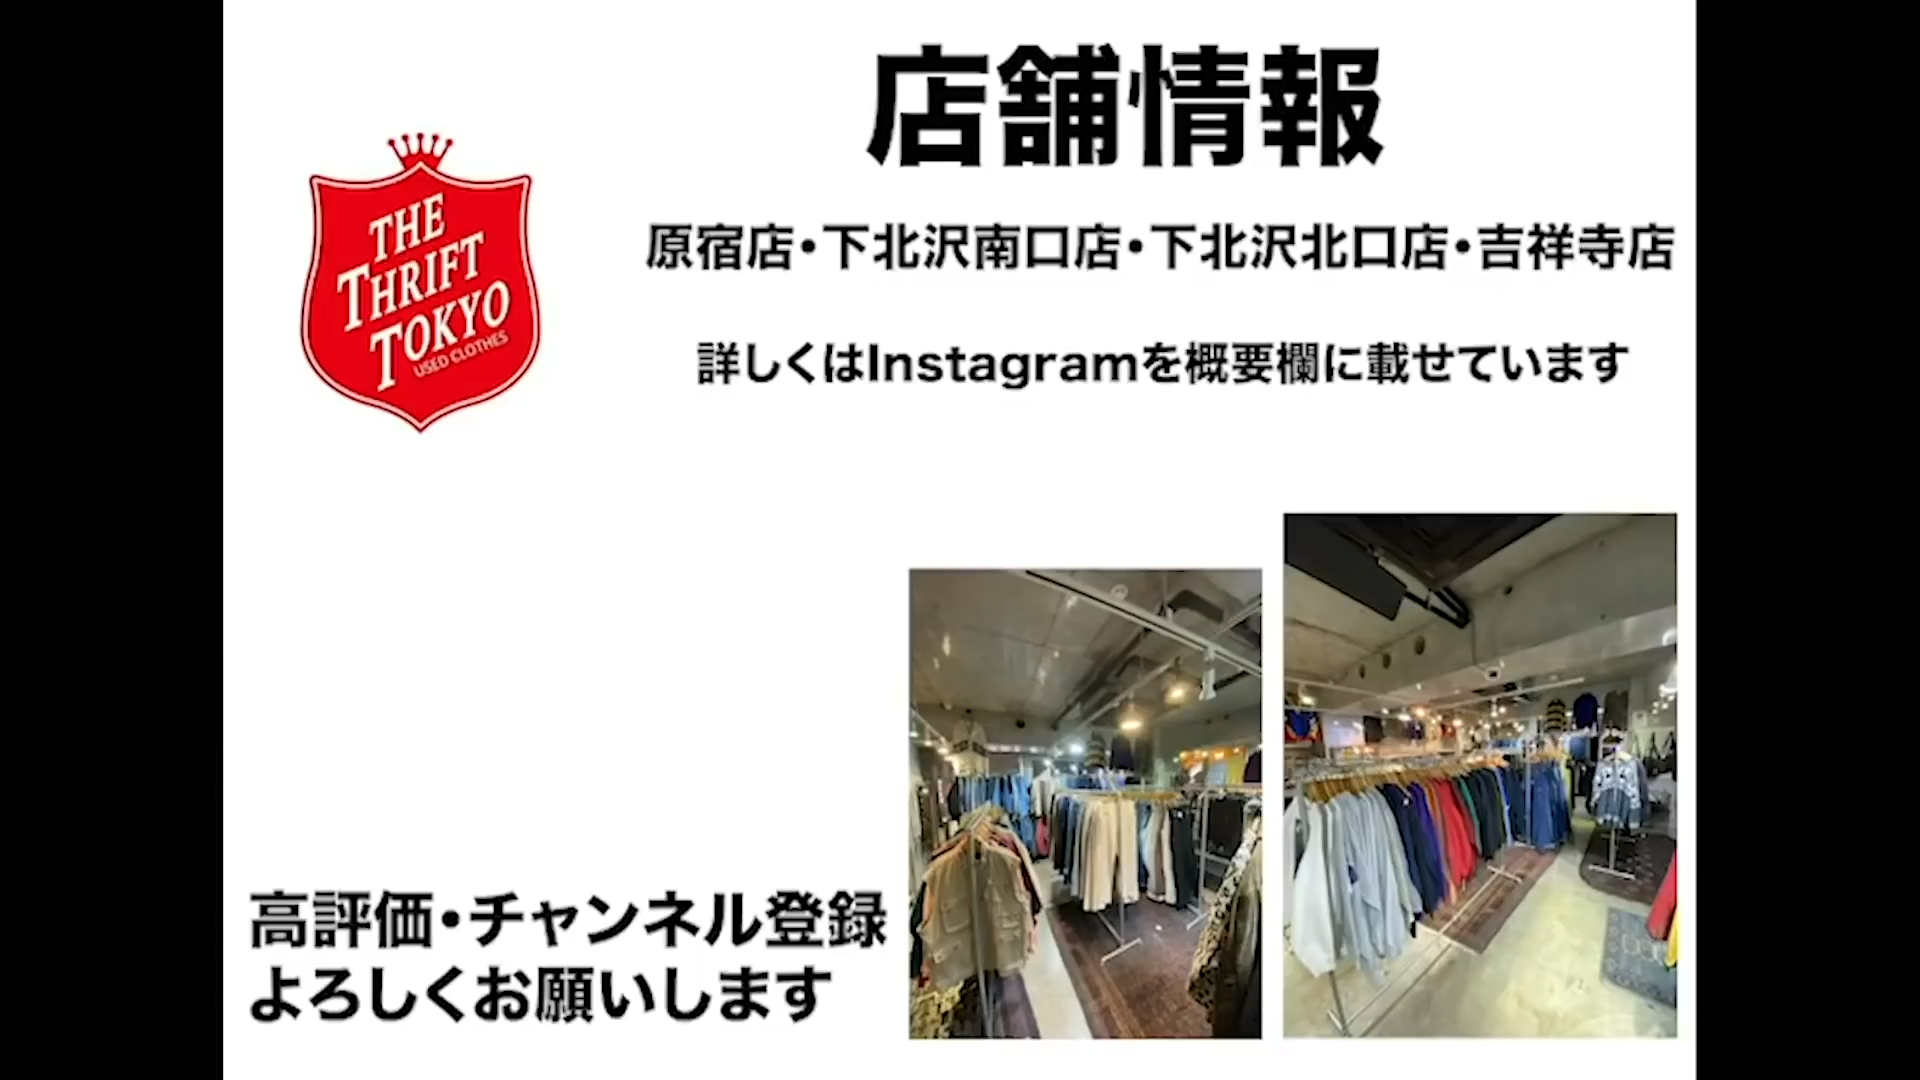 店舗情報
THE
THRIFT
TOKYO
USED CLOTHES
原宿店・下北沢南口店・下北沢北口店・吉祥寺店
詳しくはInstagramを概要欄に載せています
高評価・チャンネル登録
よろしくお願いします